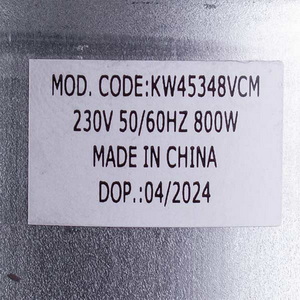 MOD. CODE:KW45348VCM
230V 50/60HZ 800W
MADE IN CHINA
DOP.:04/2024